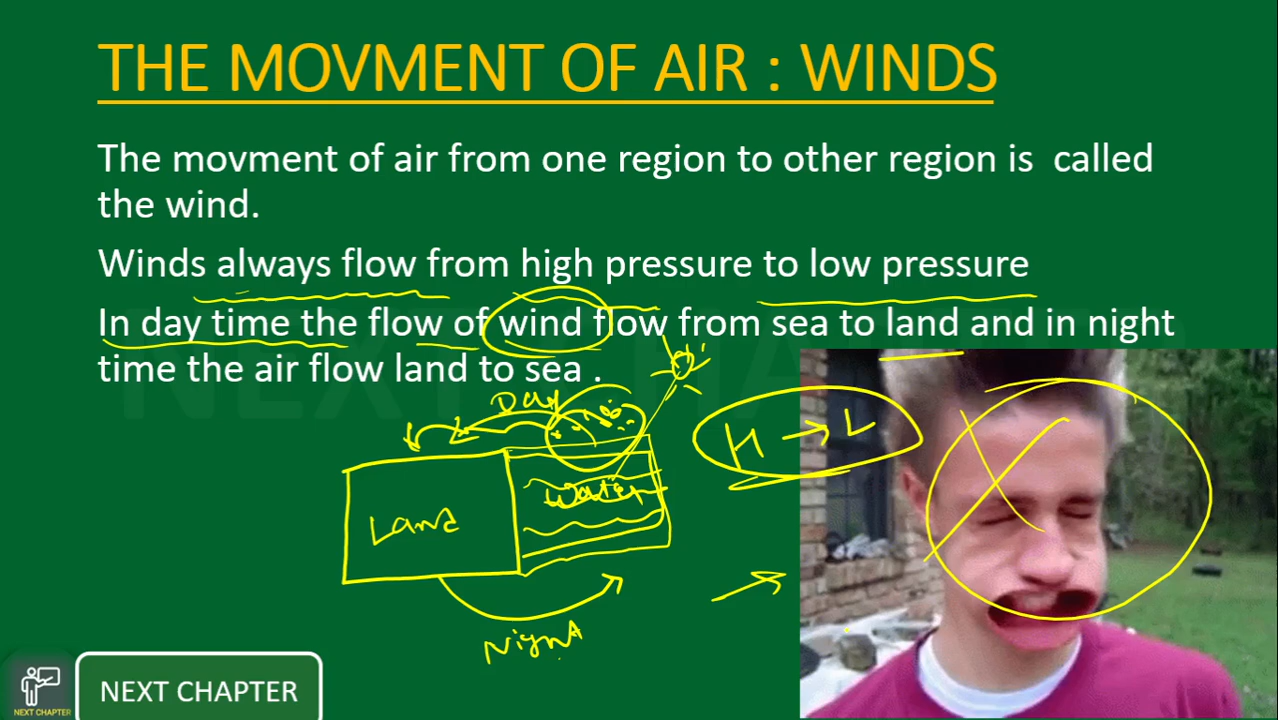 THE MOVMENT OF AIR : WINDS
The movment of air from one region to other region is called
the wind.
Winds always flow from high pressure to low pressure
In day time the flow of wind flow from sea to land and in night
time the air flow land to sea .
Day
H → L
Water
Land
Night
NEXT CHAPTER
NEXT CHAPTER